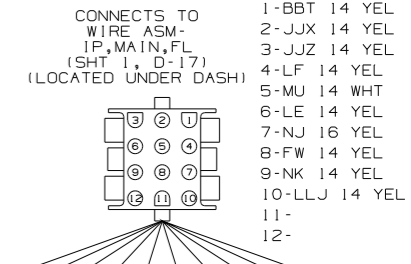 CONNECTS TO
WIRE ASM-
IP,MAIN,FL
(SHT 1, D-17)
(LOCATED UNDER DASH)
3 2 1
6 5 4
9 8 7
12 11 10
1-BBT 14 YEL
2-JJX 14 YEL
3-JJZ 14 YEL
4-LF 14 YEL
5-MU 14 WHT
6-LE 14 YEL
7-NJ 16 YEL
8-FW 14 YEL
9-NK 14 YEL
10-LLJ 14 YEL
11-
12-